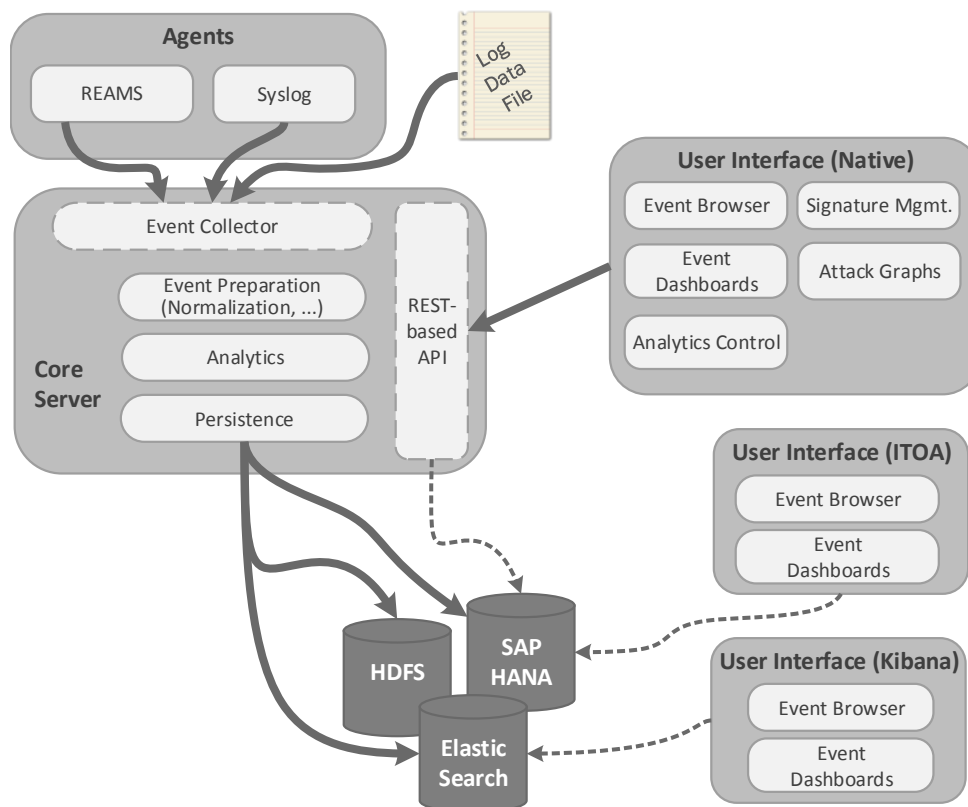 Agents
REAMS
Syslog
Log
Data
File
Event Collector
Event Preparation
(Normalization, ...)
Analytics
Persistence
Core
Server
REST-
based
API
User Interface (Native)
Event Browser
Signature Mgmt.
Event
Dashboards
Attack Graphs
Analytics Control
User Interface (ITOA)
Event Browser
Event
Dashboards
HDFS
SAP
HANA
Elastic
Search
User Interface (Kibana)
Event Browser
Event
Dashboards